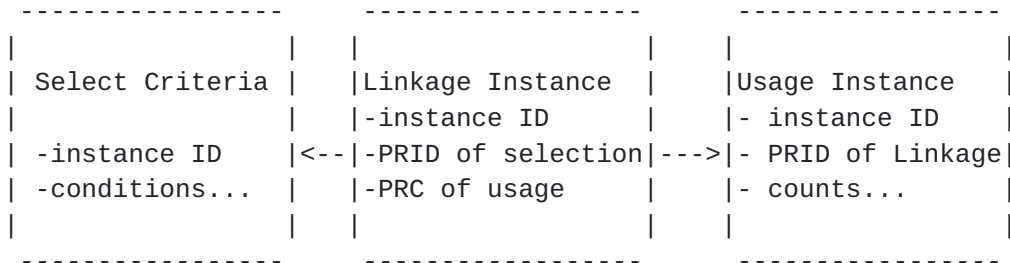 -----------------     ------------------      -----------------
|                 |   |                  |    |                 |
| Select Criteria |   |Linkage Instance  |    |Usage Instance   |
|                 |   |-instance ID      |    |- instance ID    |
| -instance ID    |<--|-PRID of selection|--->|- PRID of Linkage|
| -conditions...  |   |-PRC of usage     |    |- counts...      |
|                 |   |                  |    |                 |
 -----------------     ------------------      -----------------